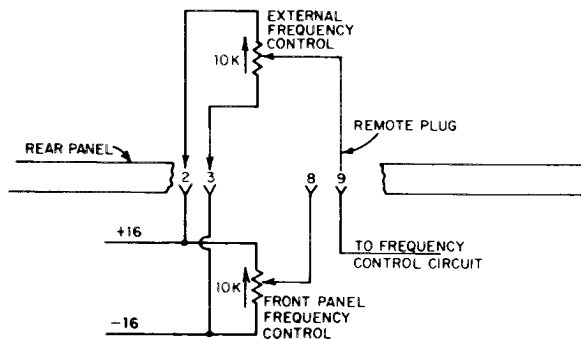 EXTERNAL
FREQUENCY
CONTROL
10K
REAR PANEL
REMOTE PLUG
2 3 8 9
+16
TO FREQUENCY
CONTROL CIRCUIT
10K
FRONT PANEL
FREQUENCY
CONTROL
-16